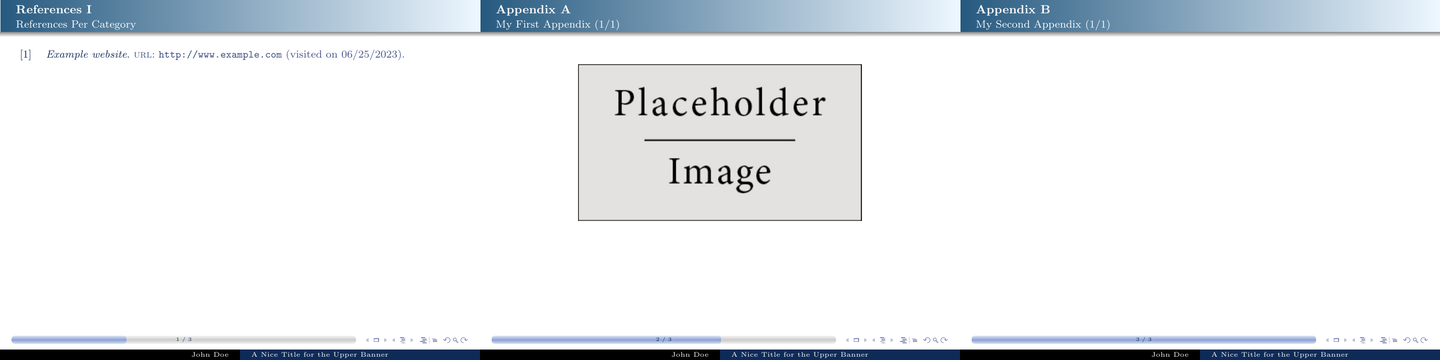 References I
References Per Category
[1] Example website. URL: http://www.example.com (visited on 06/25/2023).
1 / 3
John Doe A Nice Title for the Upper Banner
Appendix A
My First Appendix (1/1)
Placeholder
Image
2 / 3
John Doe A Nice Title for the Upper Banner
Appendix B
My Second Appendix (1/1)
3 / 3
John Doe A Nice Title for the Upper Banner